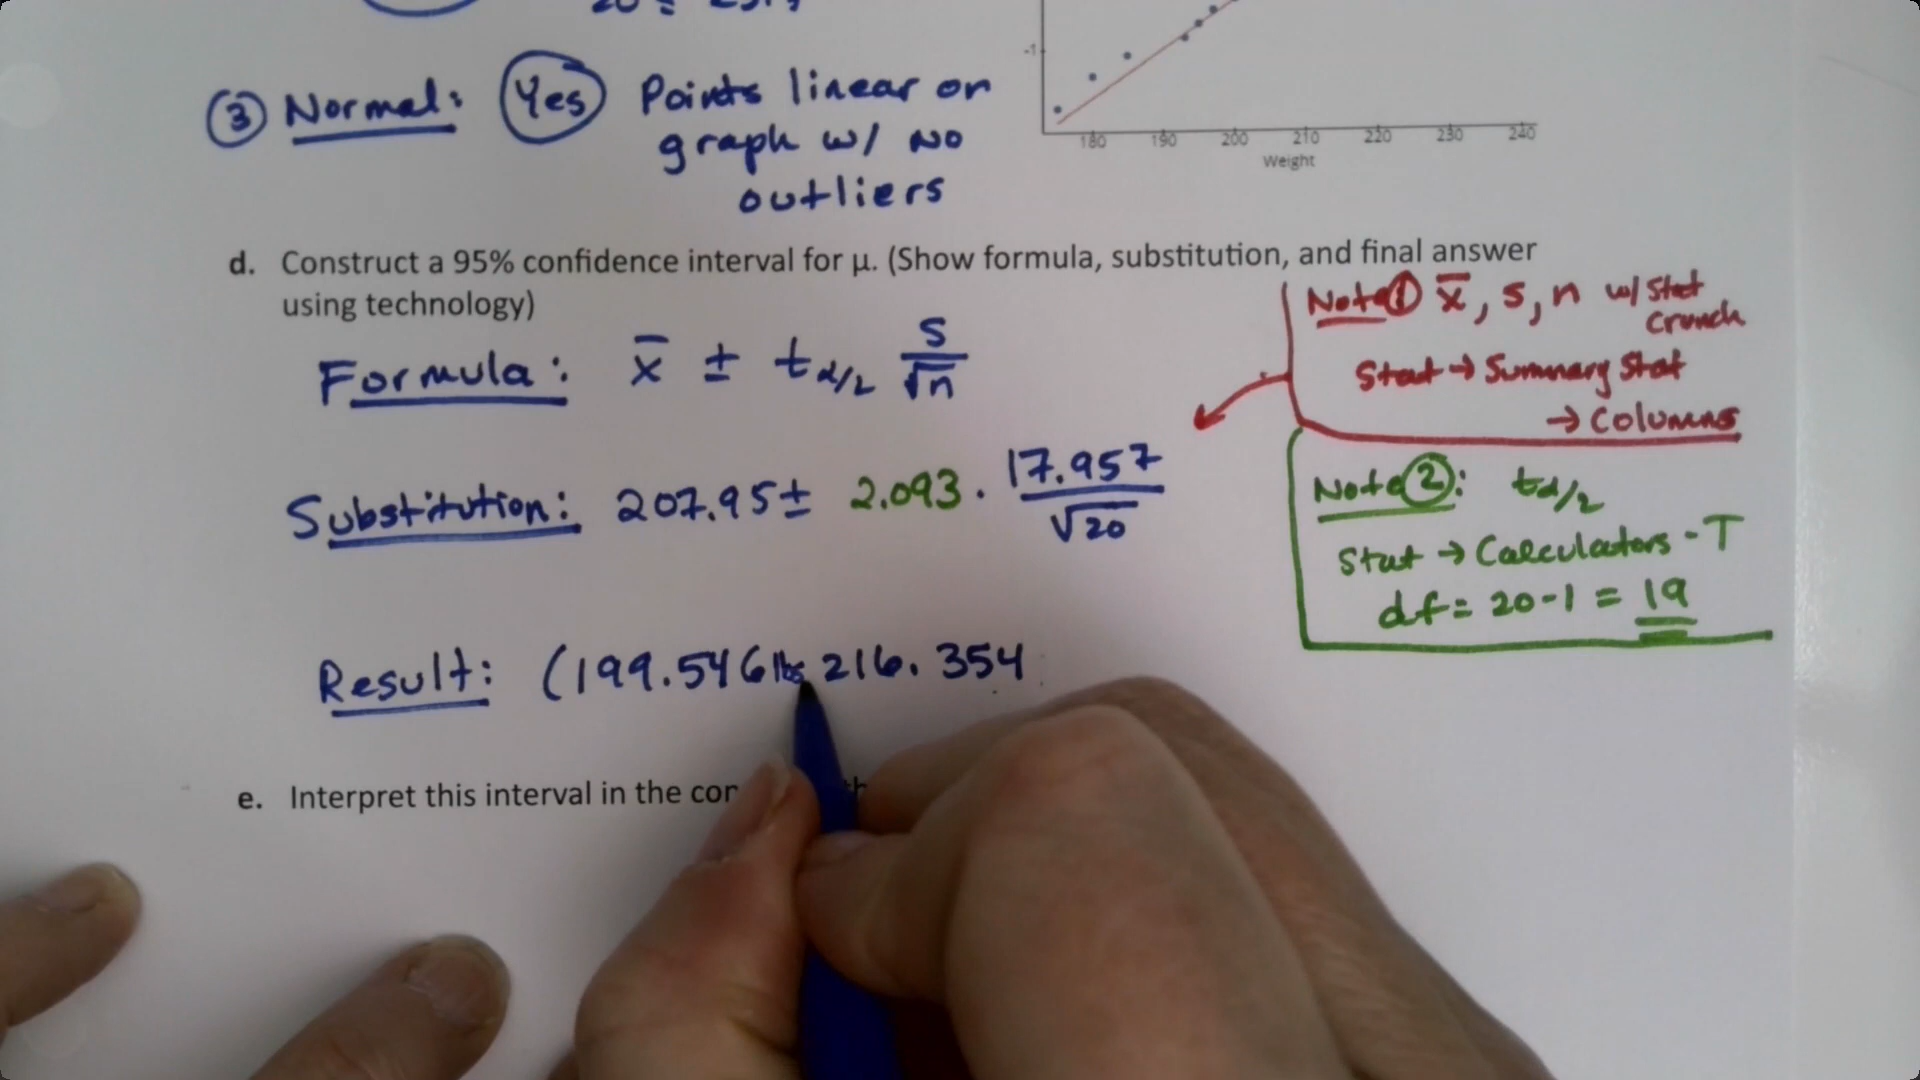 ③ Normal: Yes Points linear on
graph w/ No
outliers
-1
180 190 200 210 220 230 240
Weight
d. Construct a 95% confidence interval for μ. (Show formula, substitution, and final answer
using technology)
Formula: x̄ ± t α/2 s/√n
Note ① x̄, s, n w/ Stat
Crunch
Stat → Summary Stat
→ Columns
Substitution: 207.95 ± 2.093 · 17.957/√20
Note ②: t α/2
Stat → Calculators - T
df = 20-1 = 19
Result: (199.546 lbs 216.354
e. Interpret this interval in the